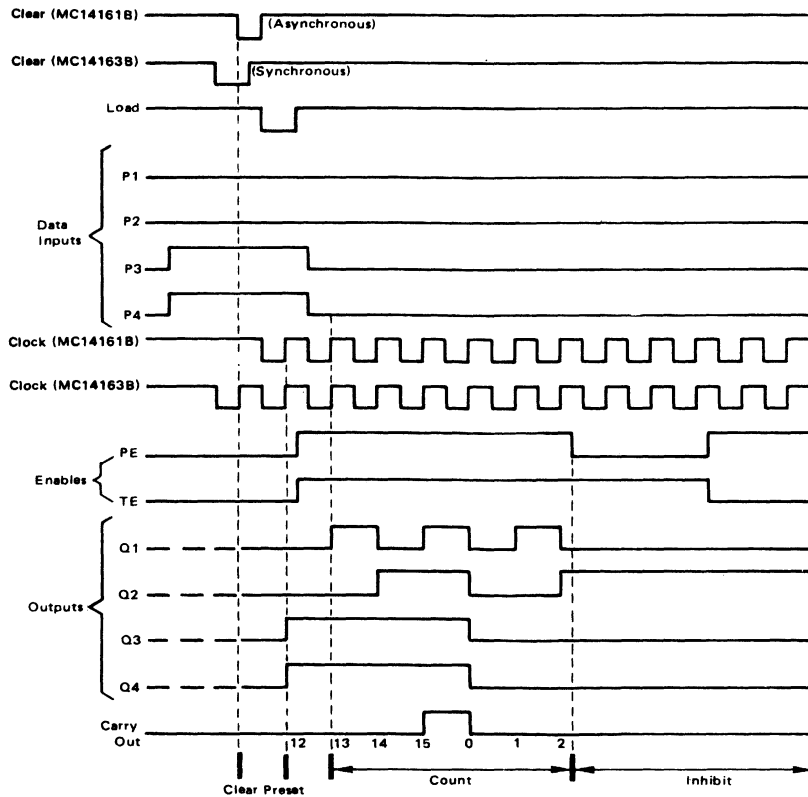 Clear (MC14161B)
(Asynchronous)
Clear (MC14163B)
(Synchronous)
Load
Data
Inputs
P1
P2
P3
P4
Clock (MC14161B)
Clock (MC14163B)
Enables
PE
TE
Outputs
Q1
Q2
Q3
Q4
Carry
Out
12 13 14 15 0 1 2
Clear Preset
Count
Inhibit